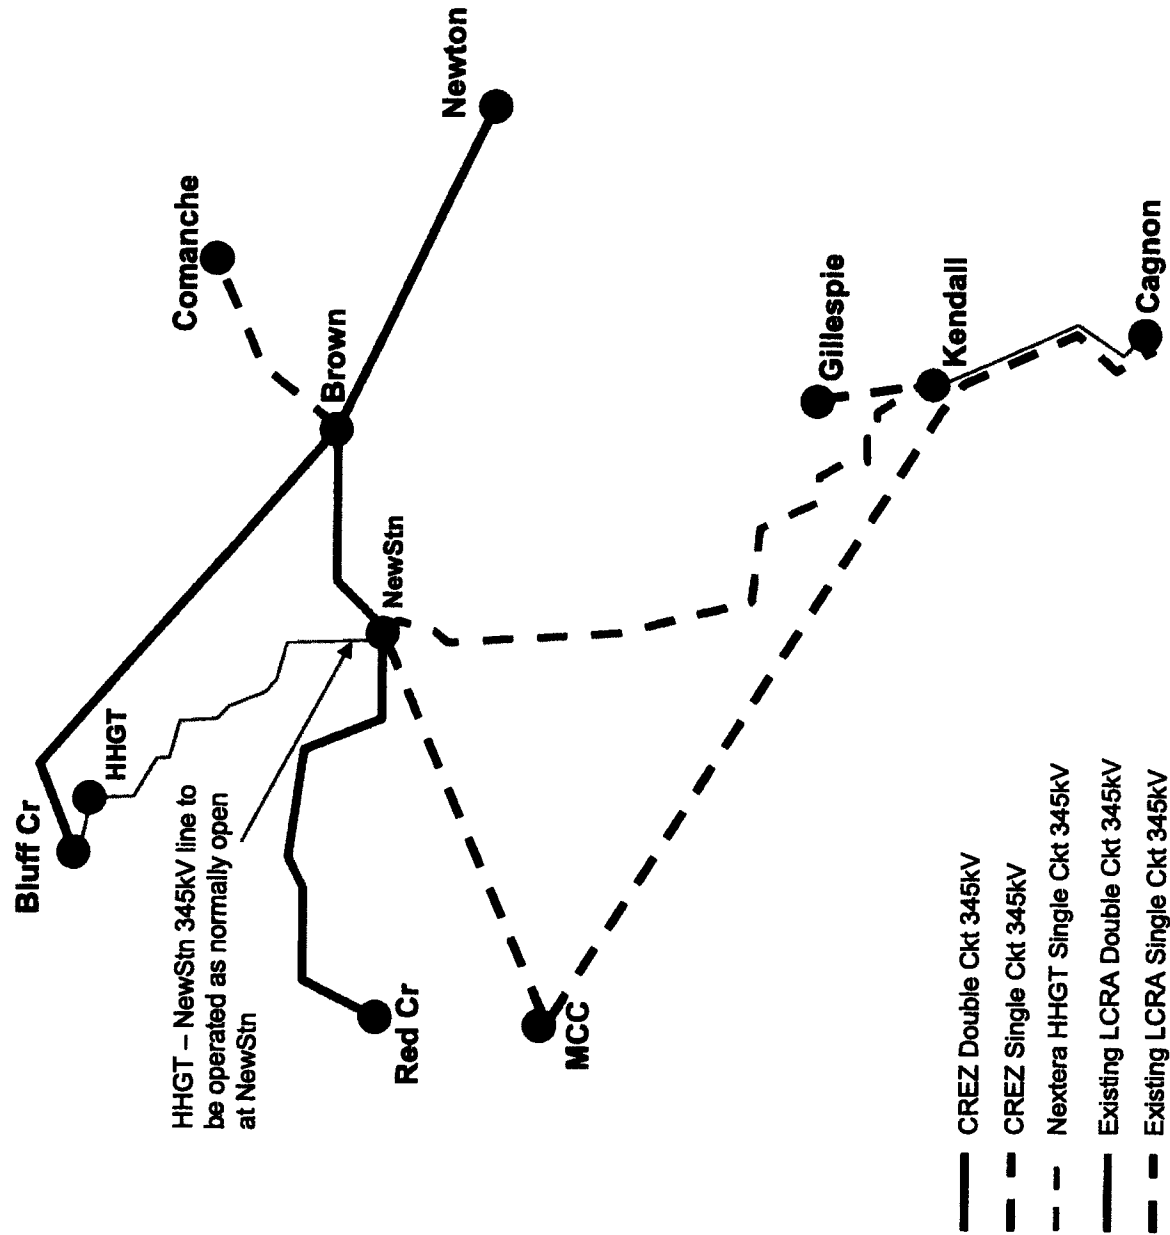 Bluff Cr
HHGT
Comanche
Newton
Brown
HHGT – NewStn 345kV line to
be operated as normally open
at NewStn
NewStn
Red Cr
MCC
Gillespie
Kendall
Cagnon
CREZ Double Ckt 345kV
CREZ Single Ckt 345kV
Nextera HHGT Single Ckt 345kV
Existing LCRA Double Ckt 345kV
Existing LCRA Single Ckt 345kV